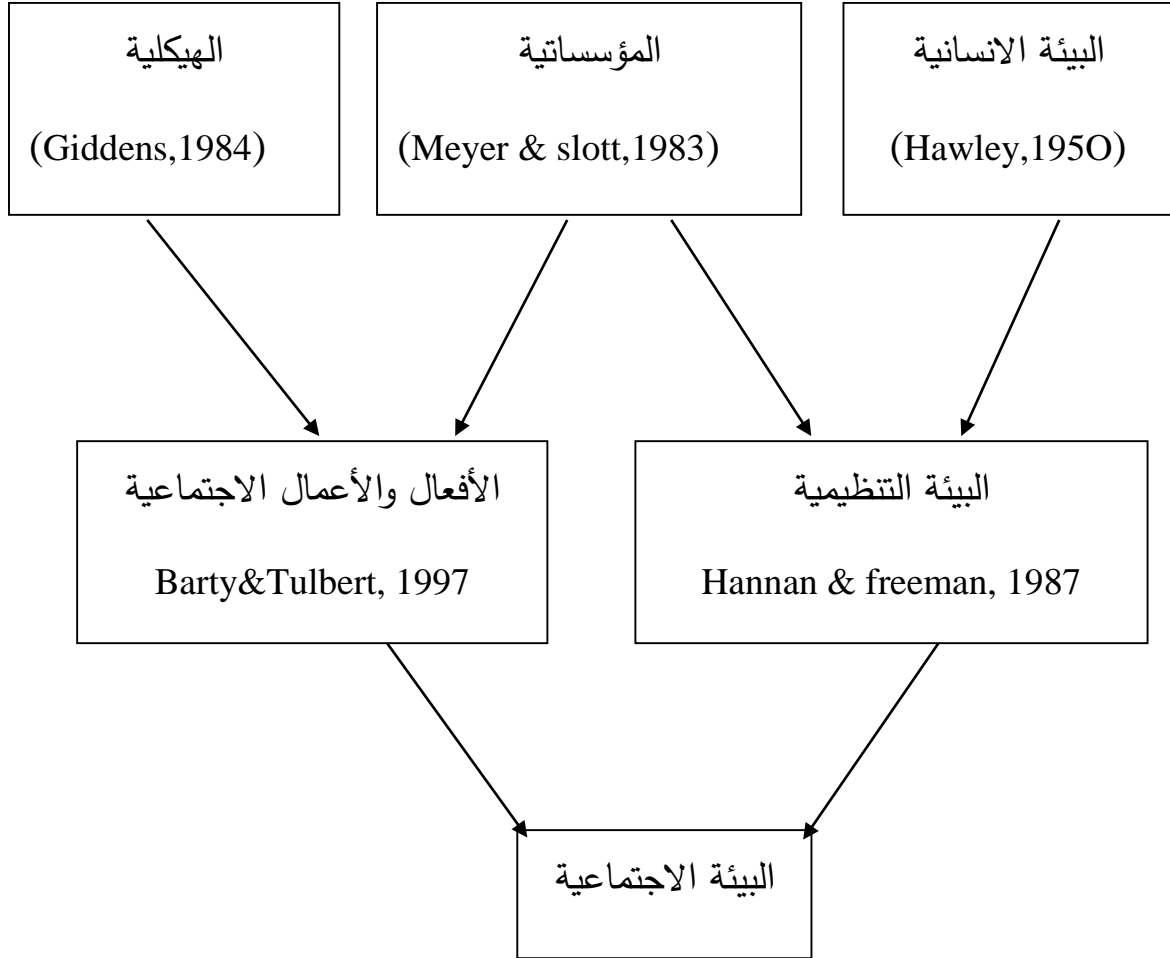 البيئة الانسانية
(Hawley,195O)
المؤسساتية
(Meyer & slott,1983)
الهيكلية
(Giddens,1984)
البيئة التنظيمية
Hannan & freeman, 1987
الأفعال والأعمال الاجتماعية
Barty&Tulbert, 1997
البيئة الاجتماعية